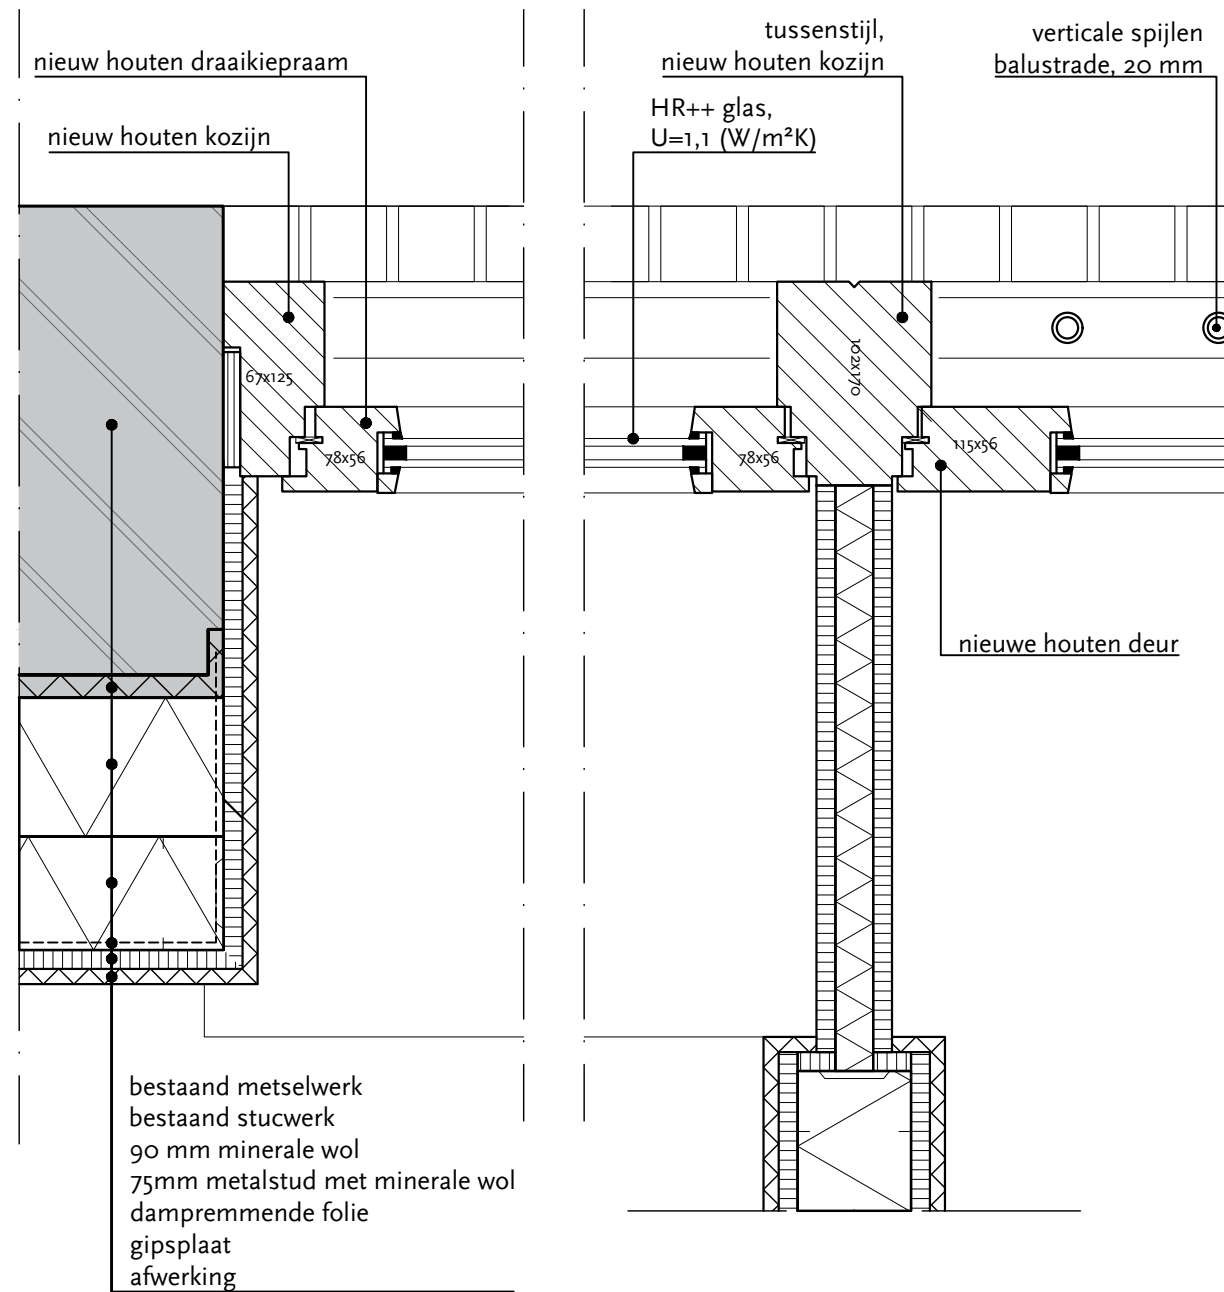 tussenstijl,
nieuw houten kozijn
verticale spijlen
balustrade, 20 mm
nieuw houten draaikiepraam
HR++ glas,
U=1,1 (W/m²K)
nieuw houten kozijn
67x125
102x170
78x56
78x56
115x56
nieuwe houten deur
bestaand metselwerk
bestaand stucwerk
90 mm minerale wol
75mm metalstud met minerale wol
dampremmende folie
gipsplaat
afwerking